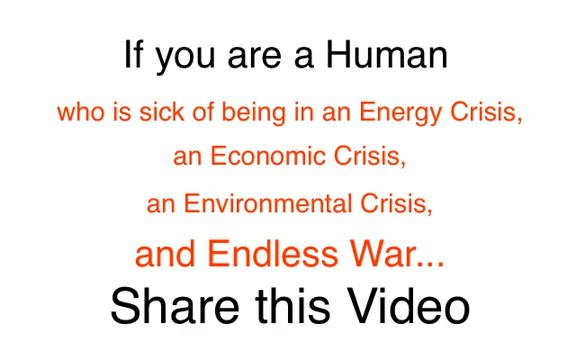 If you are a Human
who is sick of being in an Energy Crisis,
an Economic Crisis,
an Environmental Crisis,
and Endless War...
Share this Video